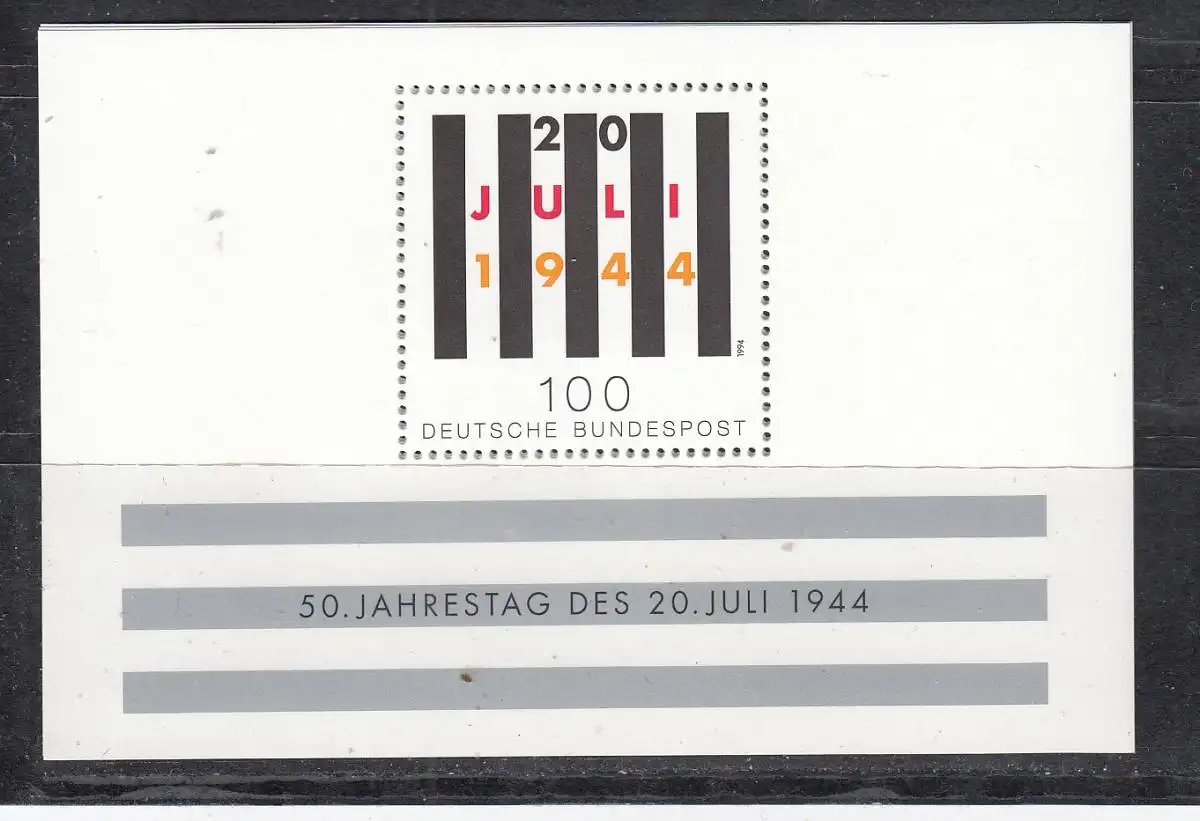 20
JULI
1944
1994
100
DEUTSCHE BUNDESPOST
50. JAHRESTAG DES 20. JULI 1944